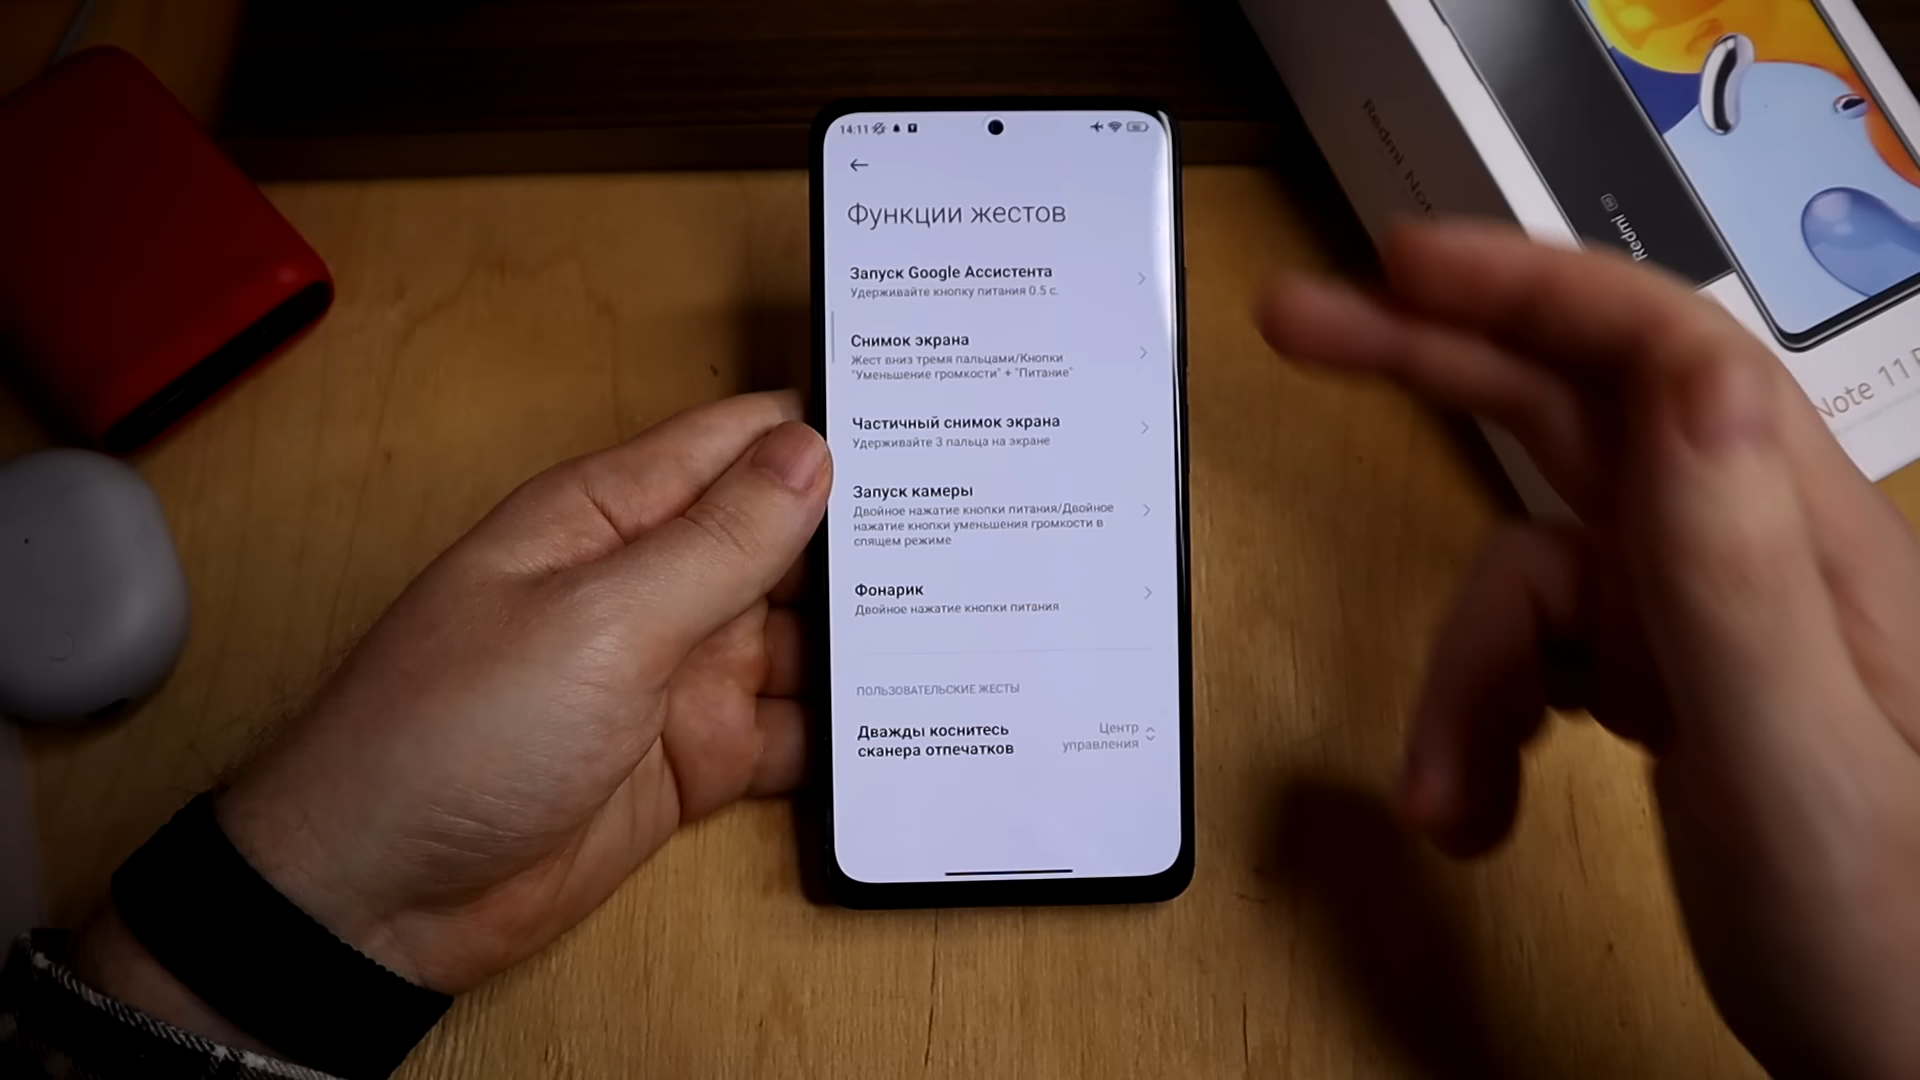 14:11
Функции жестов
Запуск Google Ассистента
Удерживайте кнопку питания 0.5 с.
Снимок экрана
Жест вниз тремя пальцами/Кнопки
"Уменьшение громкости" + "Питание"
Частичный снимок экрана
Удерживайте 3 пальца на экране
Запуск камеры
Двойное нажатие кнопки питания/Двойное
нажатие кнопки уменьшения громкости в
спящем режиме
Фонарик
Двойное нажатие кнопки питания
ПОЛЬЗОВАТЕЛЬСКИЕ ЖЕСТЫ
Дважды коснитесь
сканера отпечатков
Центр
управления
Redmi Not
Redmi
Note 11